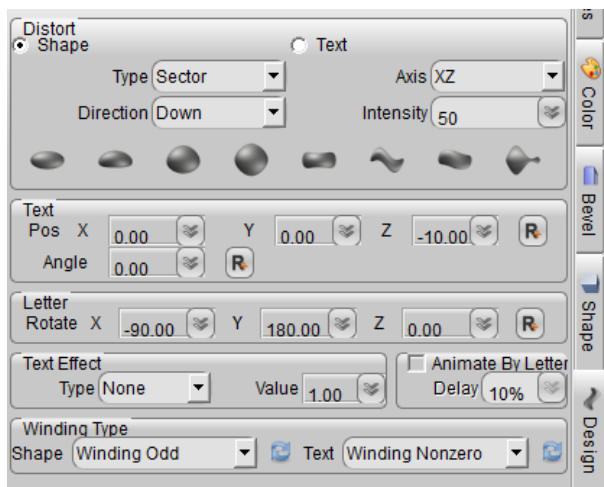 Distort
Shape Text
Type Sector Axis XZ
Direction Down Intensity 50
Text
Pos X 0.00 Y 0.00 Z -10.00 R
Angle 0.00 R
Letter
Rotate X -90.00 Y 180.00 Z 0.00 R
Text Effect Animate By Letter
Type None Value 1.00 Delay 10%
Winding Type
Shape Winding Odd Text Winding Nonzero
Color
Bevel
Shape
Design